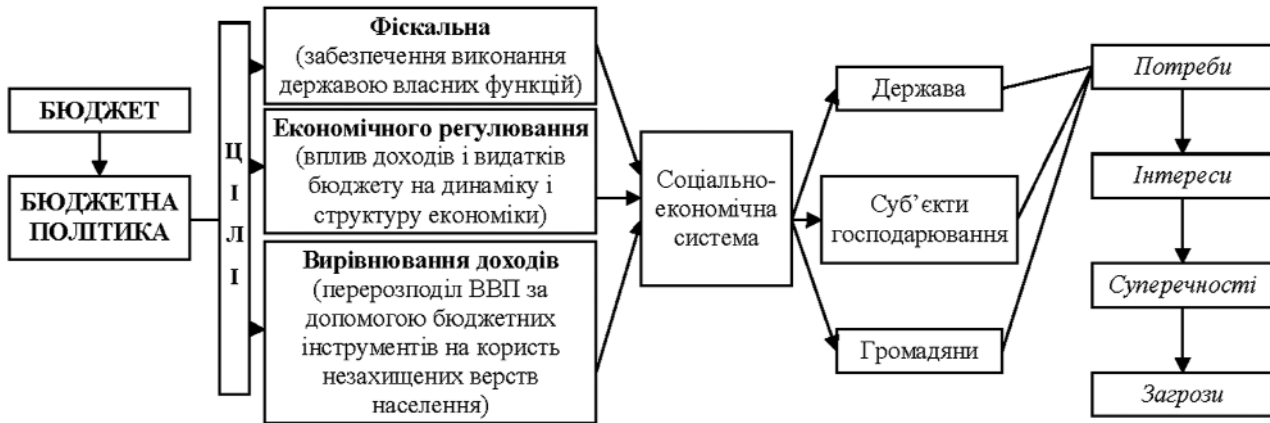 БЮДЖЕТ
БЮДЖЕТНА
ПОЛІТИКА
Ц
І
Л
І
Фіскальна
(забезпечення виконання
державою власних функцій)
Економічного регулювання
(вплив доходів і видатків
бюджету на динаміку і
структуру економіки)
Вирівнювання доходів
(перерозподіл ВВП за
допомогою бюджетних
інструментів на користь
незахищених верств
населення)
Соціально-
економічна
система
Держава
Суб’єкти
господарювання
Громадяни
Потреби
Інтереси
Суперечності
Загрози